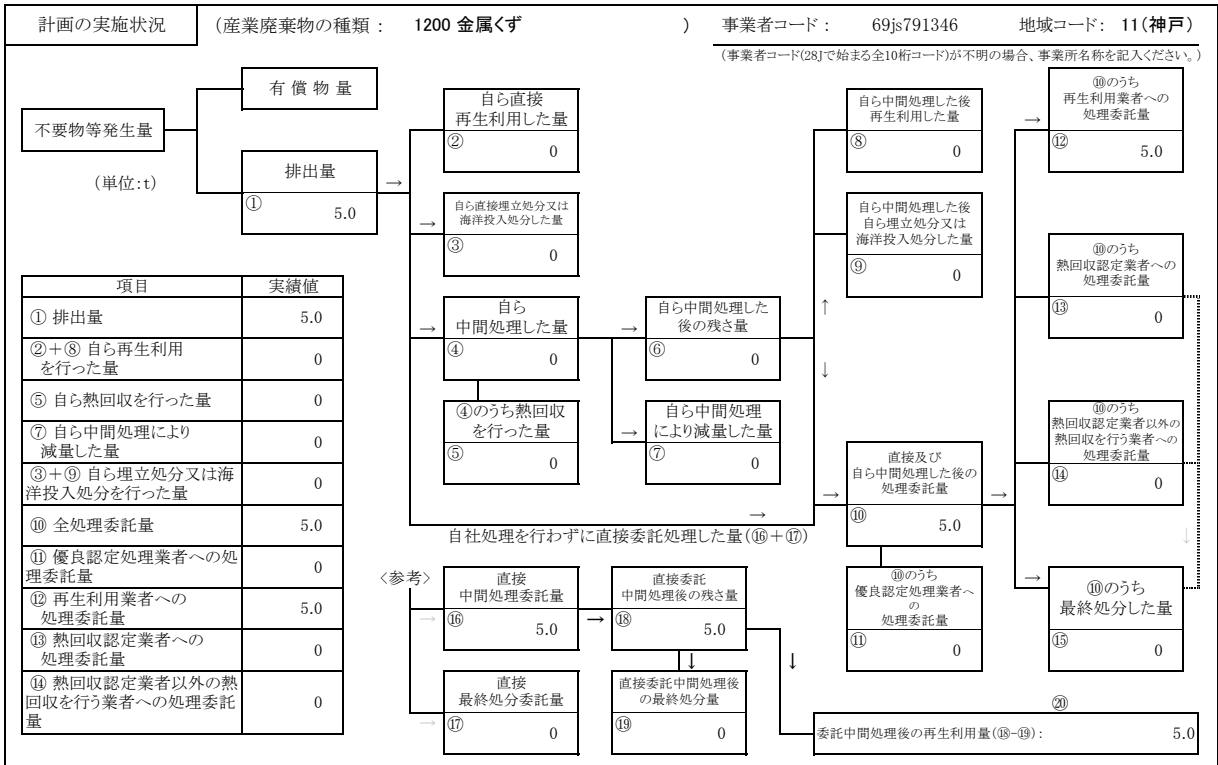 計画の実施状況 (産業廃棄物の種類： 1200 金属くず ) 事業者コード： 69js791346 地域コード： 11(神戸)
(事業者コード(28Jで始まる全10桁コード)が不明の場合、事業所名称を記入ください。)
不要物等発生量
(単位:t)
有償物量
排出量
① 5.0
→
自ら直接
再生利用した量
② 0
→
自ら直接埋立処分又は
海洋投入処分した量
③ 0
→
自ら
中間処理した量
④ 0
④のうち熱回収
を行った量
⑤ 0
→
自ら中間処理した
後の残さ量
⑥ 0
→
自ら中間処理
により減量した量
⑦ 0
↑
↓
自ら中間処理した後
再生利用した量
⑧ 0
自ら中間処理した後
自ら埋立処分又は
海洋投入処分した量
⑨ 0
→
自社処理を行わずに直接委託処理した量(⑯＋⑰)
→
直接及び
自ら中間処理した後の
処理委託量
⑩ 5.0
→
⑩のうち
優良認定処理業者へ
の
処理委託量
⑪ 0
→
⑩のうち
再生利用業者への
処理委託量
⑫ 5.0
⑩のうち
熱回収認定業者への
処理委託量
⑬ 0
⑩のうち
熱回収認定業者以外の
熱回収を行う業者への
処理委託量
⑭ 0
↓
→
⑩のうち
最終処分した量
⑮ 0
項目 実績値
① 排出量 5.0
②＋⑧ 自ら再生利用
を行った量 0
⑤ 自ら熱回収を行った量 0
⑦ 自ら中間処理により
減量した量 0
③＋⑨ 自ら埋立処分又は海
洋投入処分を行った量 0
⑩ 全処理委託量 5.0
⑪ 優良認定処理業者への処
理委託量 0
⑫ 再生利用業者への
処理委託量 5.0
⑬ 熱回収認定業者への
処理委託量 0
⑭ 熱回収認定業者以外の熱
回収を行う業者への処理委託
量 0
〈参考〉
→
直接
中間処理委託量
⑯ 5.0
→
直接委託
中間処理後の残さ量
⑱ 5.0
↓
↓
→
直接
最終処分委託量
⑰ 0
直接委託中間処理後
の最終処分量
⑲ 0
⑳
委託中間処理後の再生利用量(⑱-⑲)： 5.0